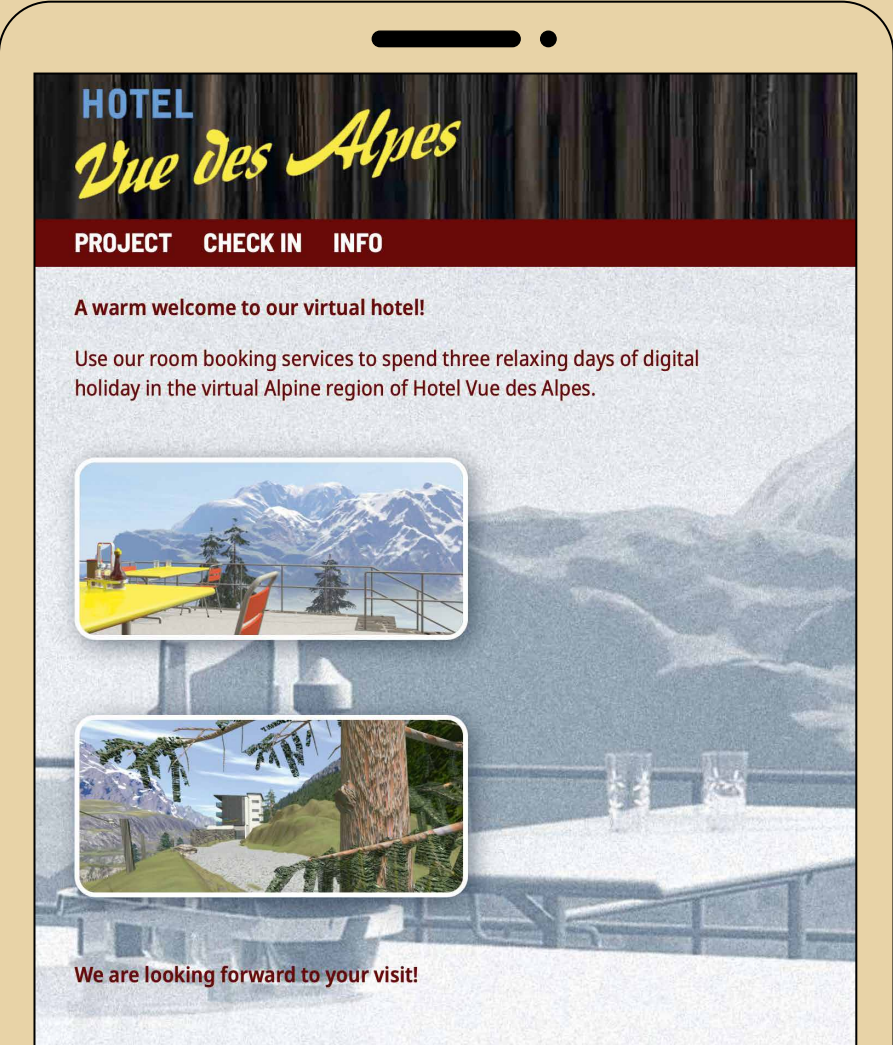 HOTEL
Vue des Alpes
PROJECT CHECK IN INFO
A warm welcome to our virtual hotel!
Use our room booking services to spend three relaxing days of digital
holiday in the virtual Alpine region of Hotel Vue des Alpes.
We are looking forward to your visit!